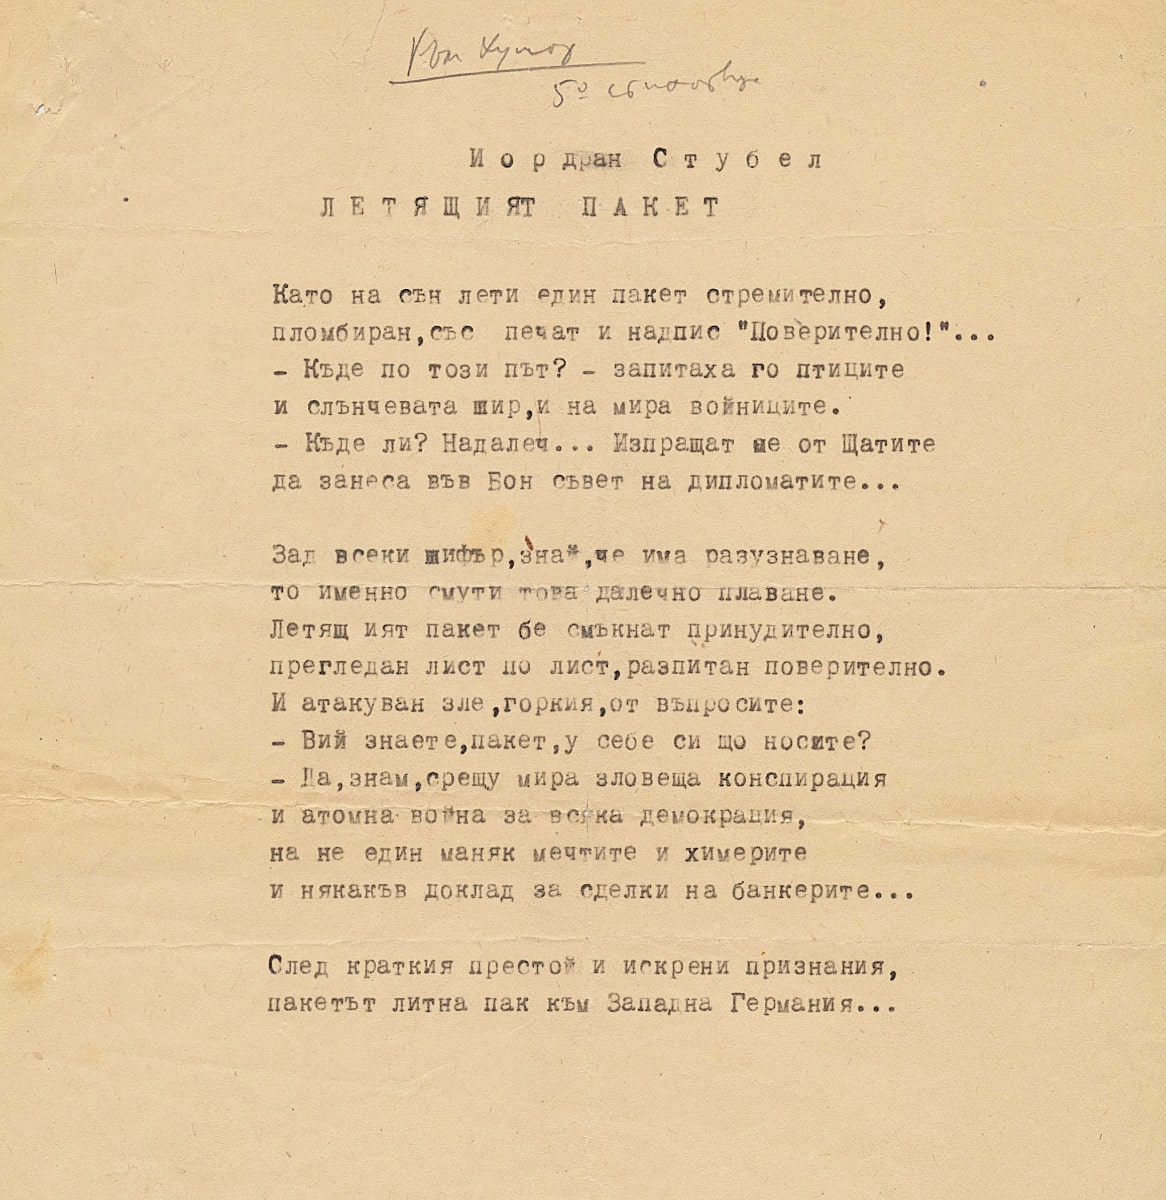 Към Хумор
50 стиховце
Иордран Стубел
ЛЕТЯЩИЯТ ПАКЕТ
Като на сън лети един пакет стремително,
пломбиран,със печат и надпис "Поверително!"...
- Къде по този път? - запитаха го птиците
и слънчевата шир,и на мира войниците.
- Къде ли? Надалеч... Изпращат ме от Щатите
да занеса във Бон съвет на дипломатите...
Зад всеки шифър,знай,че има разузнаване,
то именно смути това далечно плаване.
Летящ ият пакет бе смъкнат принудително,
прегледан лист по лист,разпитан поверително.
И атакуван зле,горкия,от въпросите:
- Вий знаете,пакет,у себе си що носите?
- Да,знам,срещу мира зловеща конспирация
и атомна война за всяка демокрация,
на не един маняк мечтите и химерите
и някакъв доклад за сделки на банкерите...
След краткия престой и искрени признания,
пакетът литна пак към Западна Германия...